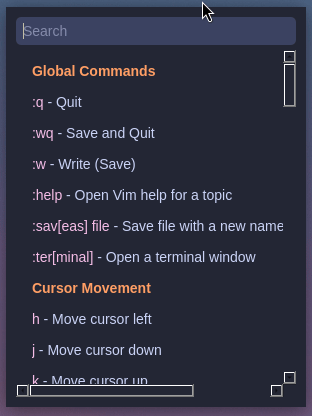 Search
Global Commands
:q - Quit
:wq - Save and Quit
:w - Write (Save)
:help - Open Vim help for a topic
:sav[eas] file - Save file with a new name
:ter[minal] - Open a terminal window
Cursor Movement
h - Move cursor left
j - Move cursor down
k - Move cursor up